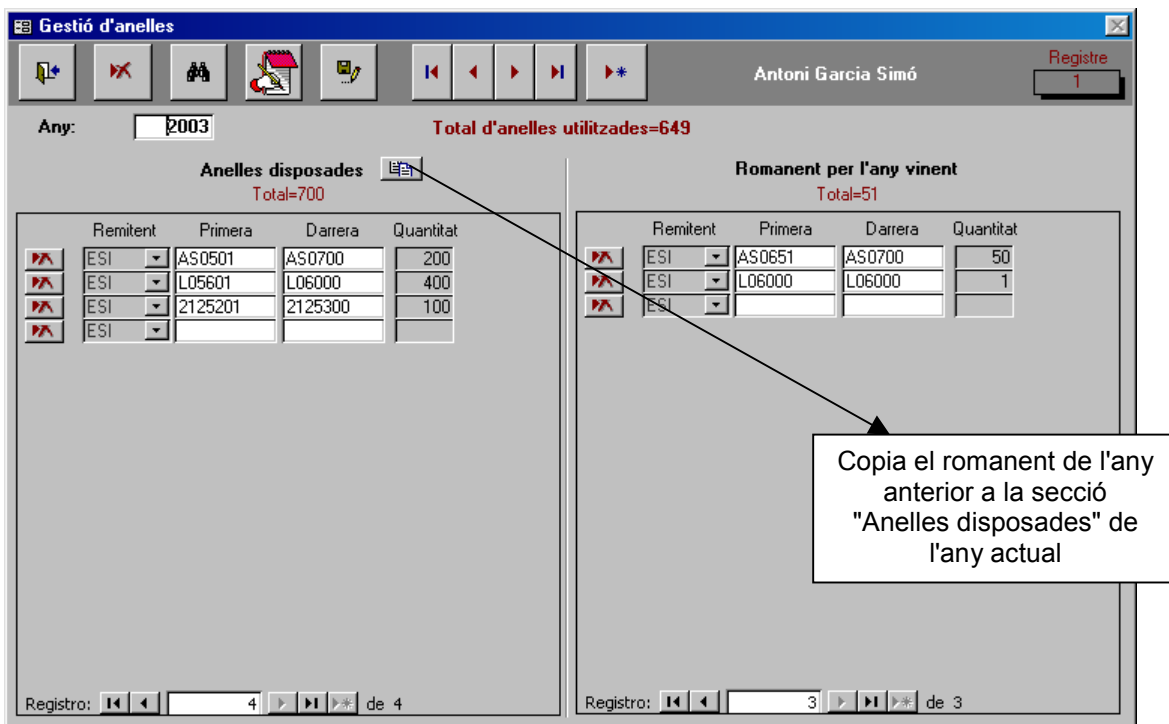 Gestió d'anelles
Antoni Garcia Simó
Registre
1
Any: 2003
Total d'anelles utilitzades=649
Anelles disposades
Total=700
Remitent Primera Darrera Quantitat
ESI AS0501 AS0700 200
ESI L05601 L06000 400
ESI 2125201 2125300 100
ESI
Registro: 4 de 4
Romanent per l'any vinent
Total=51
Remitent Primera Darrera Quantitat
ESI AS0651 AS0700 50
ESI L06000 L06000 1
ESI
Registro: 3 de 3
Copia el romanent de l'any
anterior a la secció
"Anelles disposades" de
l'any actual